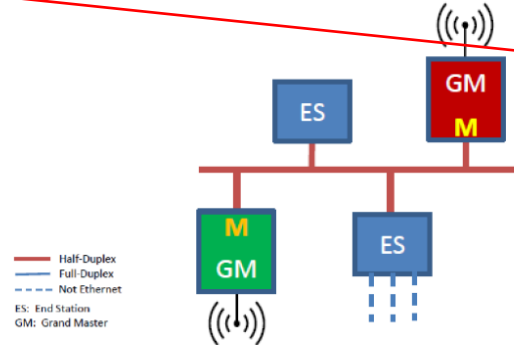 GM
M
ES
M
GM
ES
Half-Duplex
Full-Duplex
Not Ethernet
ES: End Station
GM: Grand Master